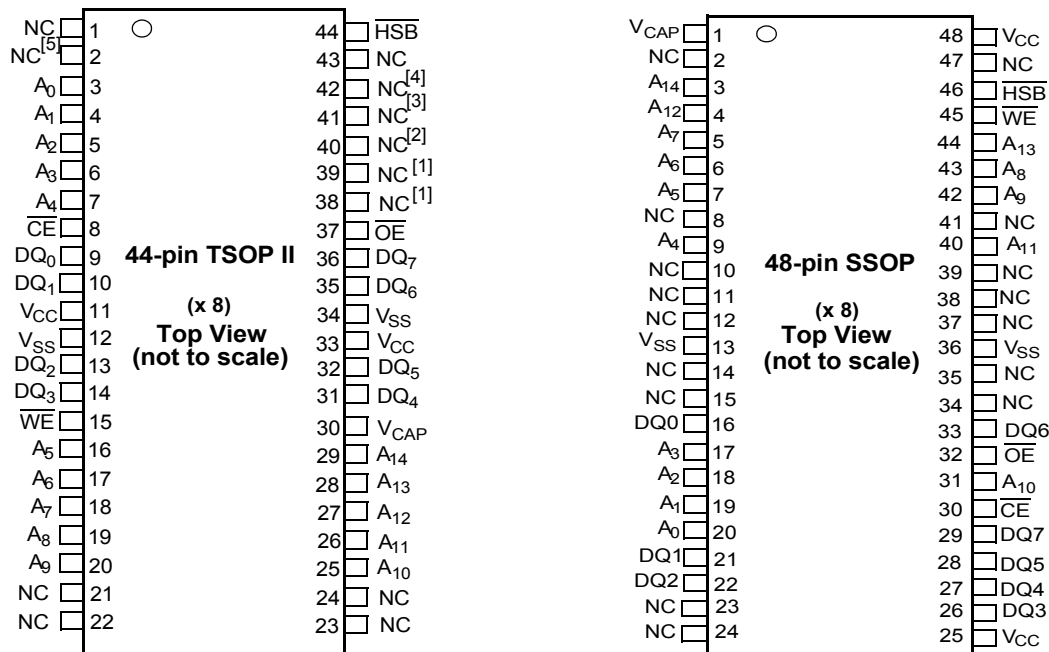 NC 1 44 HSB
NC[5] 2 43 NC
A0 3 42 NC[4]
A1 4 41 NC[3]
A2 5 40 NC[2]
A3 6 39 NC [1]
A4 7 38 NC[1]
CE 8 37 OE
DQ0 9 44-pin TSOP II 36 DQ7
DQ1 10 35 DQ6
VCC 11 (x 8) 34 VSS
VSS 12 Top View 33 VCC
DQ2 13 (not to scale) 32 DQ5
DQ3 14 31 DQ4
WE 15 30 VCAP
A5 16 29 A14
A6 17 28 A13
A7 18 27 A12
A8 19 26 A11
A9 20 25 A10
NC 21 24 NC
NC 22 23 NC
VCAP 1 48 VCC
NC 2 47 NC
A14 3 46 HSB
A12 4 45 WE
A7 5 44 A13
A6 6 43 A8
A5 7 42 A9
NC 8 41 NC
A4 9 48-pin SSOP 40 A11
NC 10 39 NC
NC 11 (x 8) 38 NC
NC 12 Top View 37 NC
VSS 13 (not to scale) 36 VSS
NC 14 35 NC
NC 15 34 NC
DQ0 16 33 DQ6
A3 17 32 OE
A2 18 31 A10
A1 19 30 CE
A0 20 29 DQ7
DQ1 21 28 DQ5
DQ2 22 27 DQ4
NC 23 26 DQ3
NC 24 25 VCC